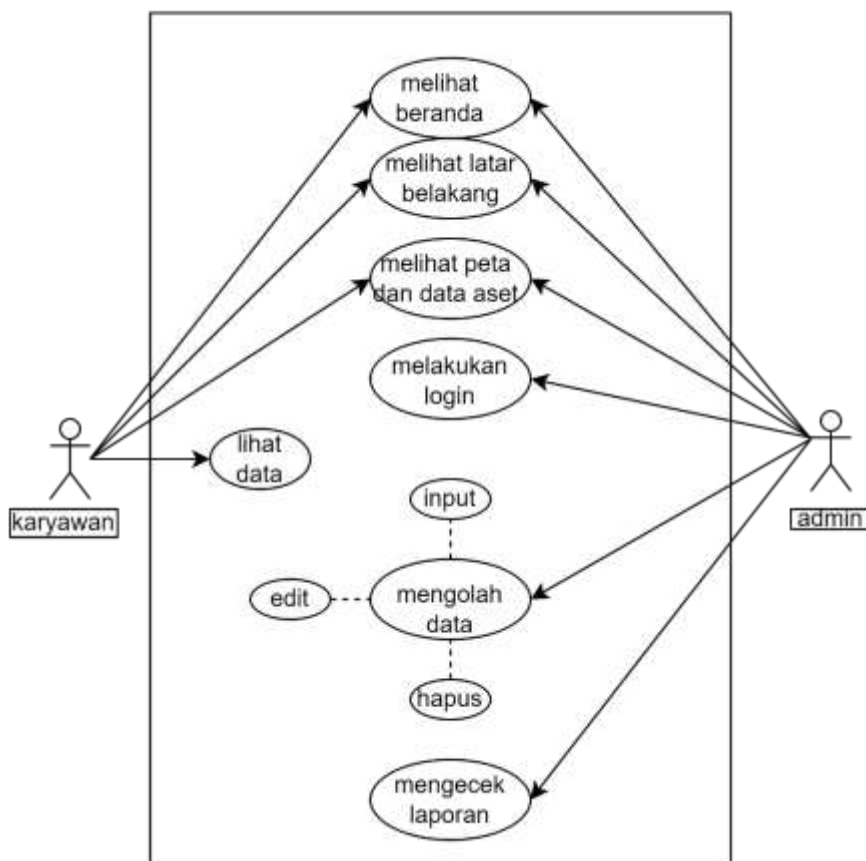 melihat
beranda
melihat latar
belakang
melihat peta
dan data aset
melakukan
login
lihat
data
karyawan
admin
input
edit
mengolah
data
hapus
mengecek
laporan